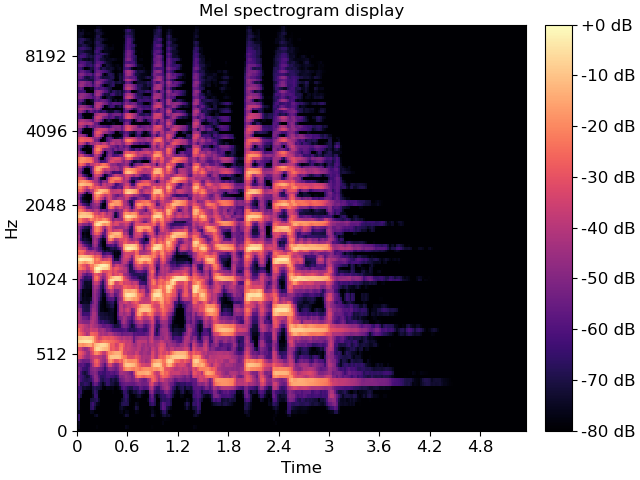 Mel spectrogram display
8192
4096
2048
1024
512
0
Hz
0 0.6 1.2 1.8 2.4 3 3.6 4.2 4.8
Time
+0 dB
-10 dB
-20 dB
-30 dB
-40 dB
-50 dB
-60 dB
-70 dB
-80 dB